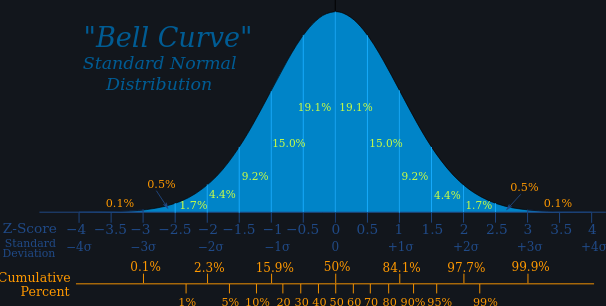 "Bell Curve"
Standard Normal
Distribution
19.1% 19.1%
15.0% 15.0%
9.2% 9.2%
4.4% 4.4%
0.5% 0.5%
0.1% 1.7% 1.7% 0.1%
Z-Score −4 −3.5 −3 −2.5 −2 −1.5 −1 −0.5 0 0.5 1 1.5 2 2.5 3 3.5 4
Standard
Deviation
−4σ −3σ −2σ −1σ 0 +1σ +2σ +3σ +4σ
0.1% 2.3% 15.9% 50% 84.1% 97.7% 99.9%
Cumulative
Percent
1% 5% 10% 20 30 40 50 60 70 80 90% 95% 99%